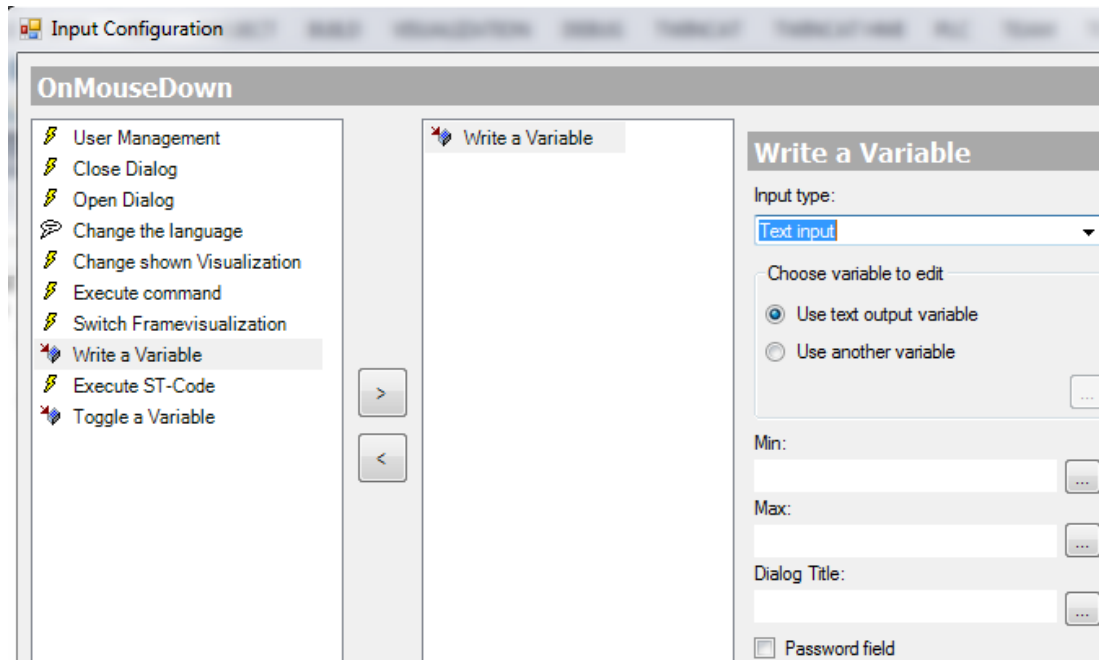 Input Configuration
OnMouseDown
User Management
Close Dialog
Open Dialog
Change the language
Change shown Visualization
Execute command
Switch Framevisualization
Write a Variable
Execute ST-Code
Toggle a Variable
>
<
Write a Variable
Write a Variable
Input type:
Text input
Choose variable to edit
Use text output variable
Use another variable
...
Min:
...
Max:
...
Dialog Title:
...
Password field